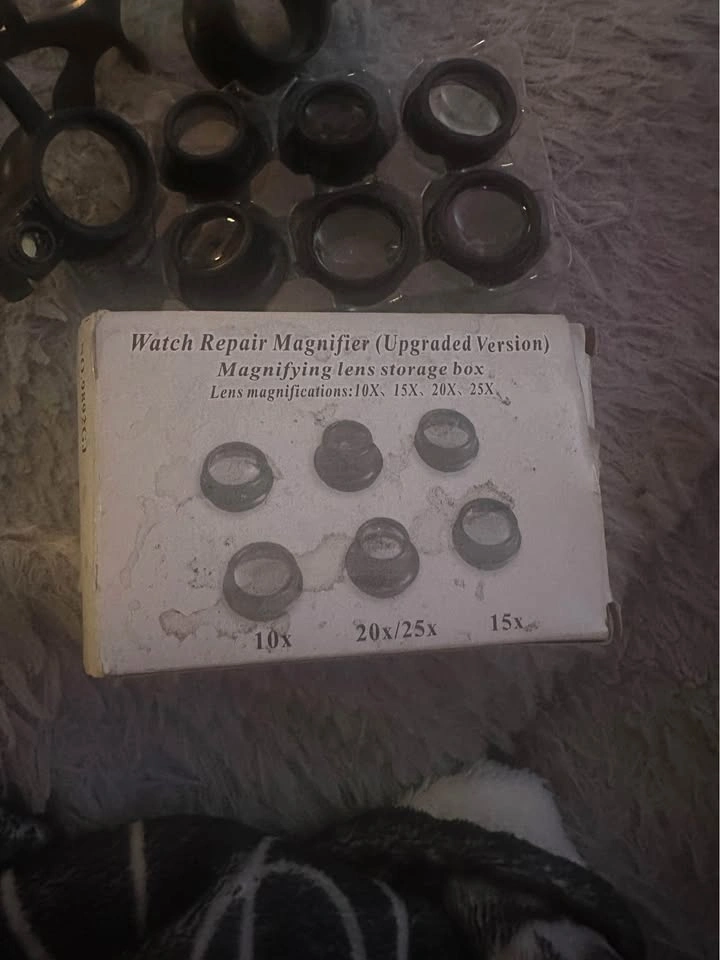 Watch Repair Magnifier (Upgraded Version)
Magnifying lens storage box
Lens magnifications:10X、15X、20X、25X
10x
20x/25x
15x